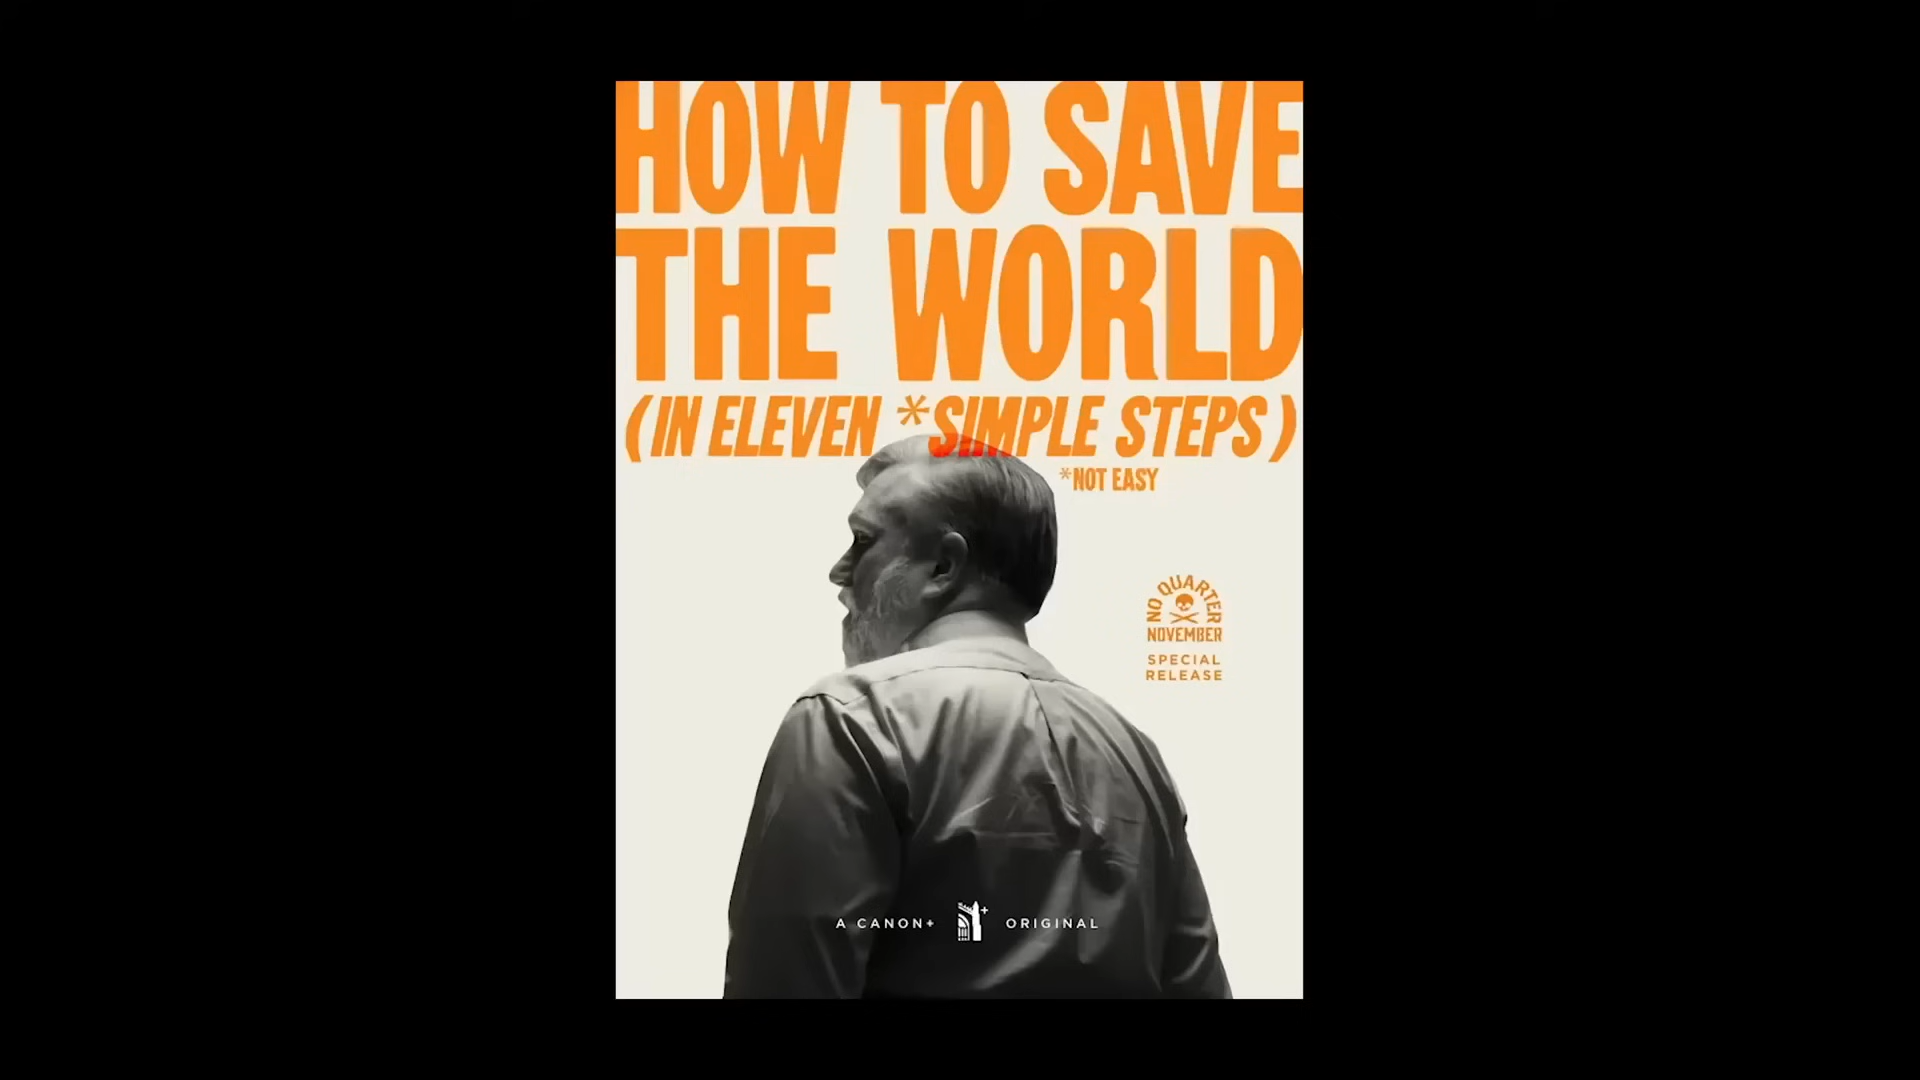 HOW TO SAVE
THE WORLD
(IN ELEVEN *SIMPLE STEPS)
*NOT EASY
NO QUARTER
NOVEMBER
SPECIAL
RELEASE
A CANON+ ORIGINAL